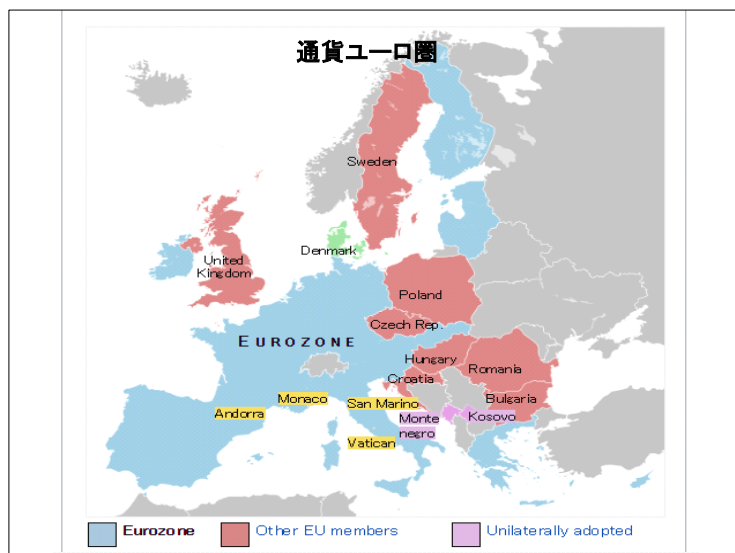 通貨ユーロ圏
Sweden
Denmark
United
Kingdom
Poland
Czech Rep.
EUROZONE
Hungary
Romania
Croatia
Bulgaria
Monaco
San Marino
Andorra
Monte
negro
Kosovo
Vatican
Eurozone
Other EU members
Unilaterally adopted